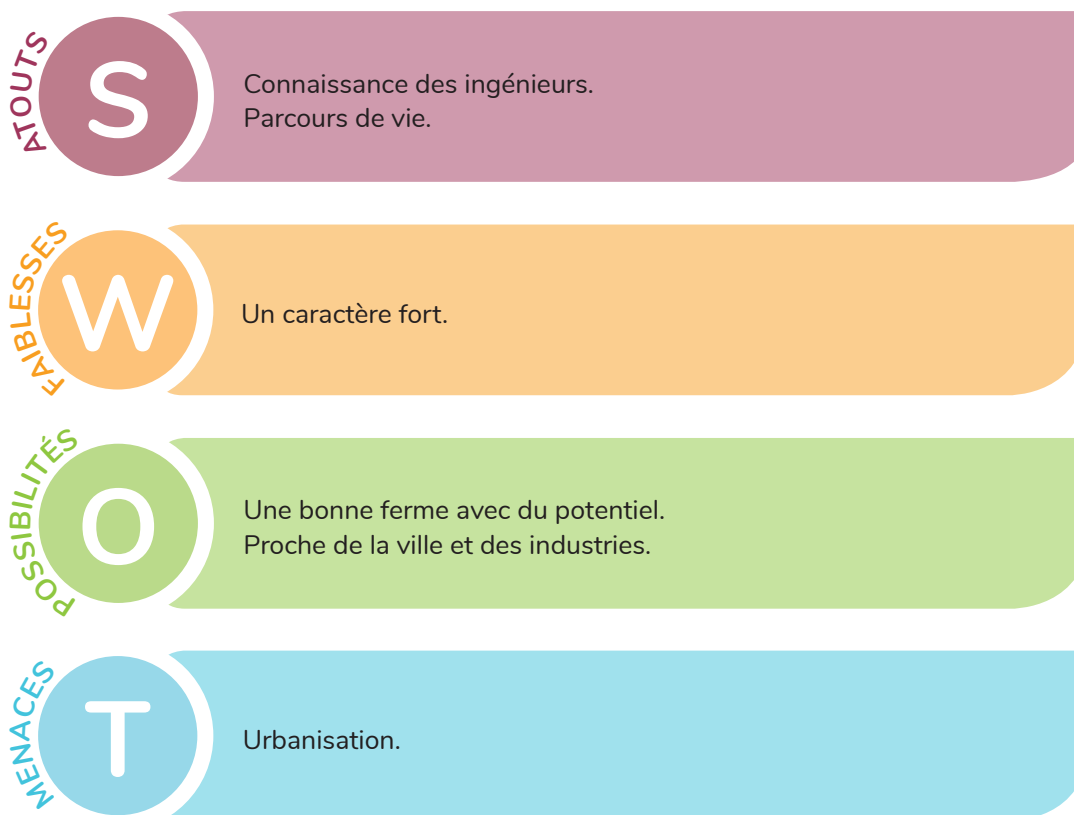 ATOUTS
S
Connaissance des ingénieurs.
Parcours de vie.
FAIBLESSES
W
Un caractère fort.
POSSIBILITÉS
O
Une bonne ferme avec du potentiel.
Proche de la ville et des industries.
MENACES
T
Urbanisation.